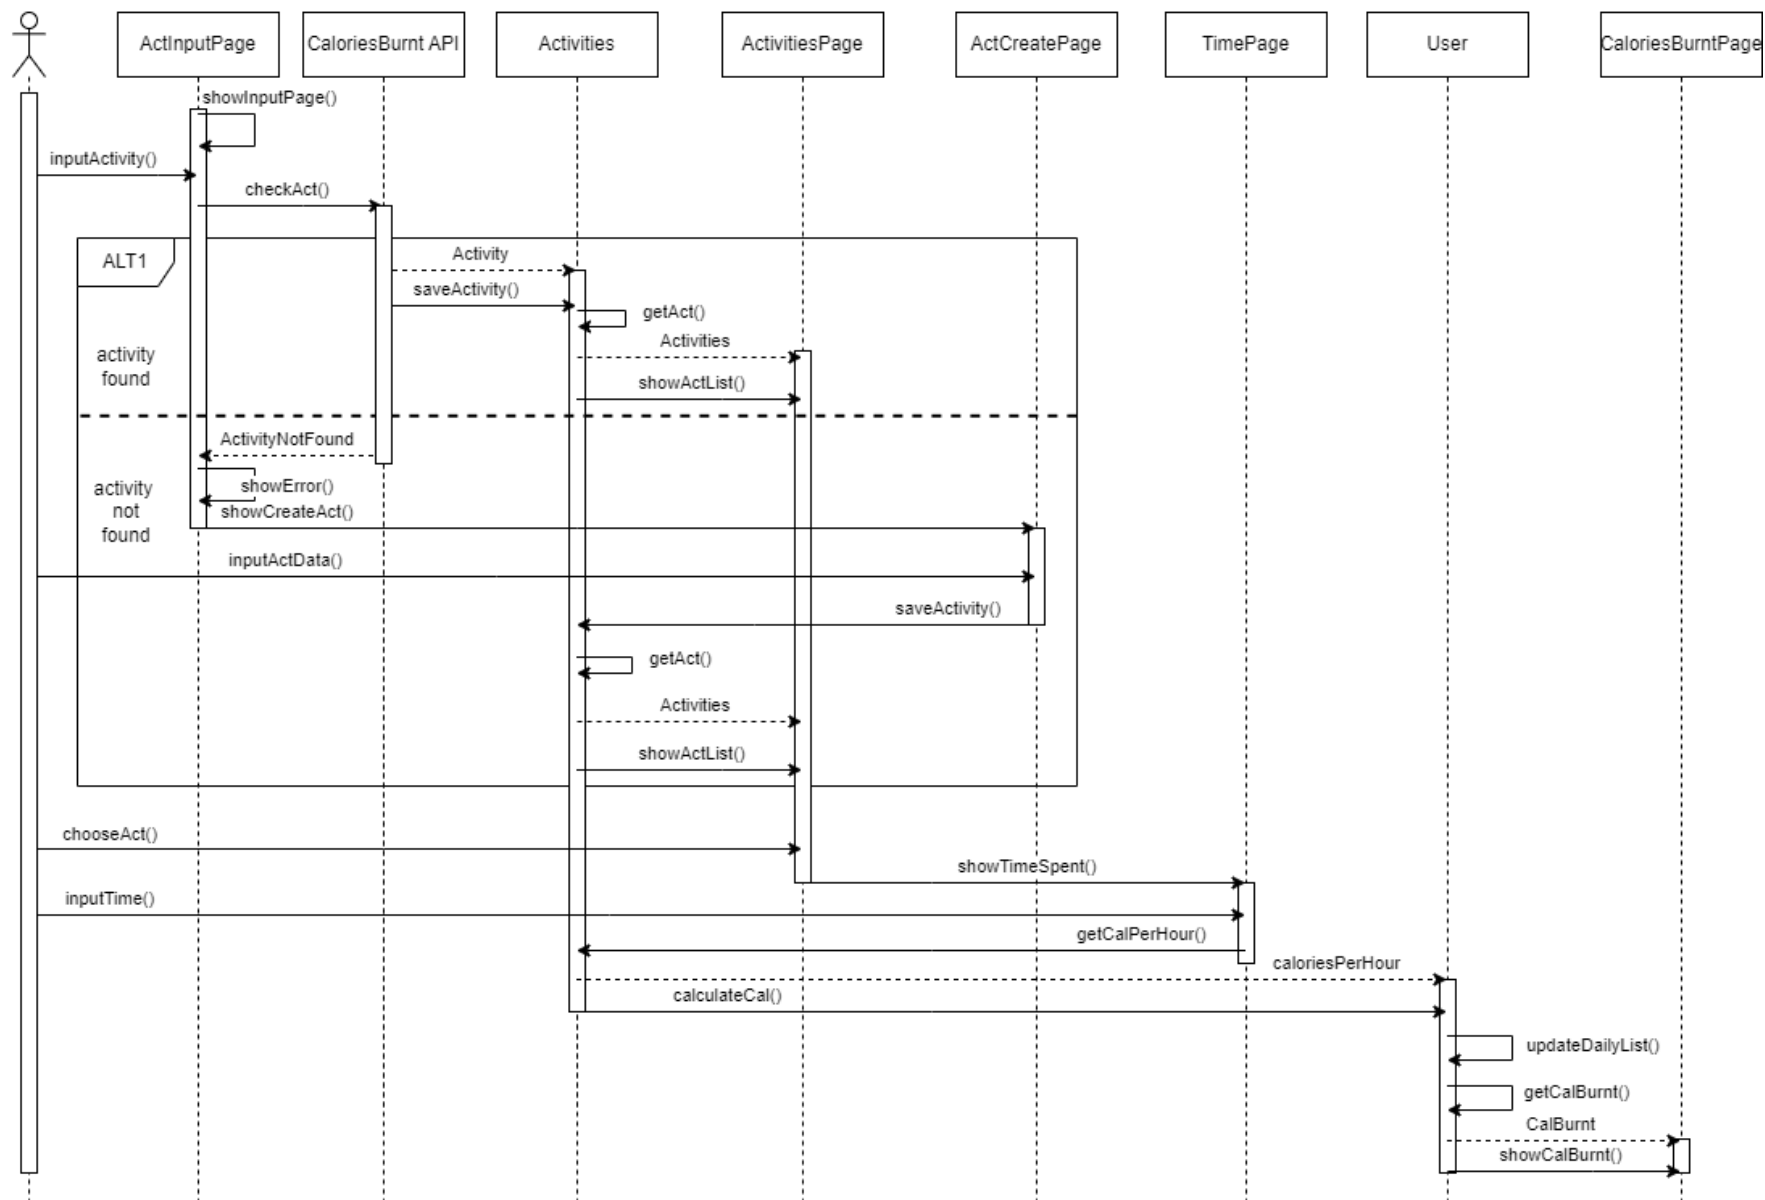 ActInputPage
CaloriesBurnt API
Activities
ActivitiesPage
ActCreatePage
TimePage
User
CaloriesBurntPage
showInputPage()
inputActivity()
checkAct()
ALT1
Activity
saveActivity()
getAct()
Activities
activity
found
showActList()
ActivityNotFound
activity
not
found
showError()
showCreateAct()
inputActData()
saveActivity()
getAct()
Activities
showActList()
chooseAct()
showTimeSpent()
inputTime()
getCalPerHour()
caloriesPerHour
calculateCal()
updateDailyList()
getCalBurnt()
CalBurnt
showCalBurnt()